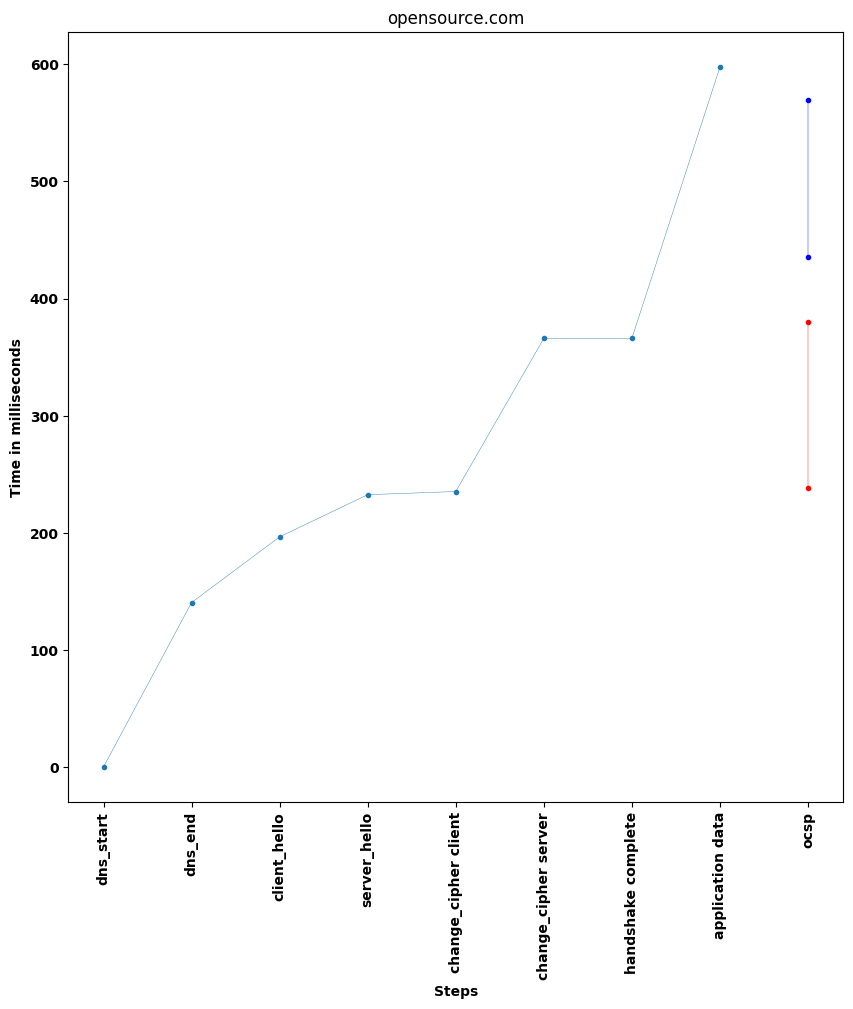 opensource.com
600
500
400
300
200
100
0
Time in milliseconds
dns_start
dns_end
client_hello
server_hello
change_cipher client
change_cipher server
handshake complete
application data
ocsp
Steps